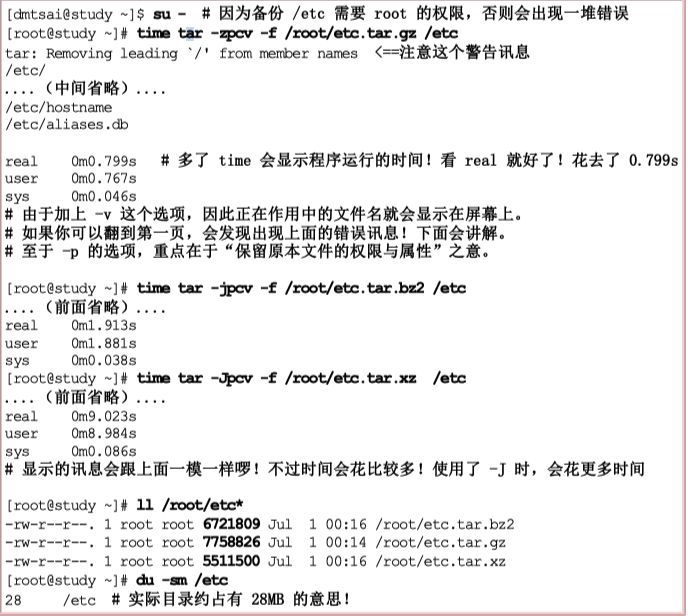 [dmtsai@study ~]$ su - # 因为备份 /etc 需要 root 的权限，否则会出现一堆错误
[root@study ~]# time tar -zpcv -f /root/etc.tar.gz /etc
tar: Removing leading `/' from member names <==注意这个警告讯息
/etc/
....（中间省略）....
/etc/hostname
/etc/aliases.db
real 0m0.799s # 多了 time 会显示程序运行的时间！看 real 就好了！花去了 0.799s
user 0m0.767s
sys 0m0.046s
# 由于加上 -v 这个选项，因此正在作用中的文件名就会显示在屏幕上。
# 如果你可以翻到第一页，会发现出现上面的错误讯息！下面会讲解。
# 至于 -p 的选项，重点在于“保留原本文件的权限与属性”之意。
[root@study ~]# time tar -jpcv -f /root/etc.tar.bz2 /etc
....（前面省略）....
real 0m1.913s
user 0m1.881s
sys 0m0.038s
[root@study ~]# time tar -Jpcv -f /root/etc.tar.xz /etc
....（前面省略）....
real 0m9.023s
user 0m8.984s
sys 0m0.086s
# 显示的讯息会跟上面一模一样啰！不过时间会花比较多！使用了 -J 时，会花更多时间
[root@study ~]# ll /root/etc*
-rw-r--r--. 1 root root 6721809 Jul 1 00:16 /root/etc.tar.bz2
-rw-r--r--. 1 root root 7758826 Jul 1 00:14 /root/etc.tar.gz
-rw-r--r--. 1 root root 5511500 Jul 1 00:16 /root/etc.tar.xz
[root@study ~]# du -sm /etc
28 /etc # 实际目录约占有 28MB 的意思！